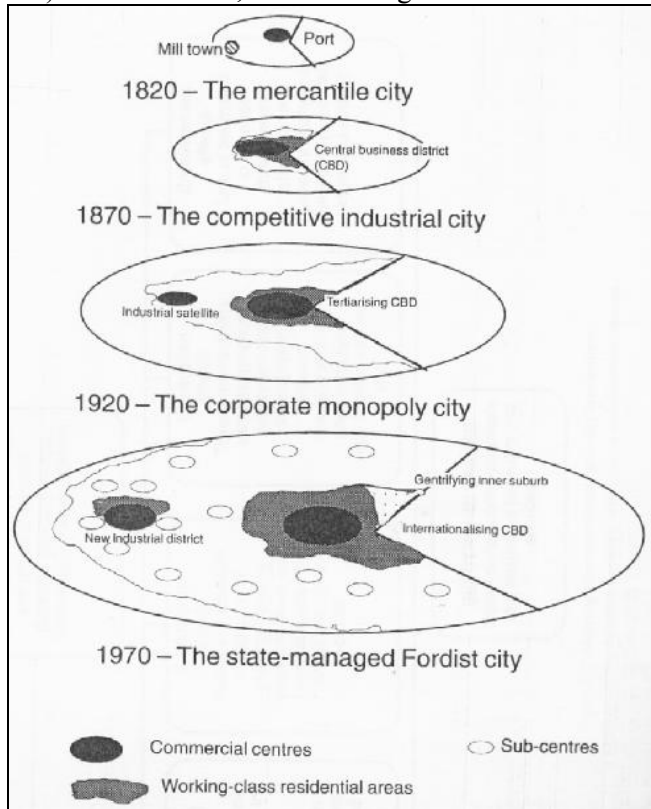 Port
Mill town
1820 – The mercantile city
Central business district
(CBD)
1870 – The competitive industrial city
Tertiarising CBD
Industrial satellite
1920 – The corporate monopoly city
Gentrifying inner suburb
Internationalising CBD
New Industrial district
1970 – The state-managed Fordist city
Commercial centres
Sub-centres
Working-class residential areas